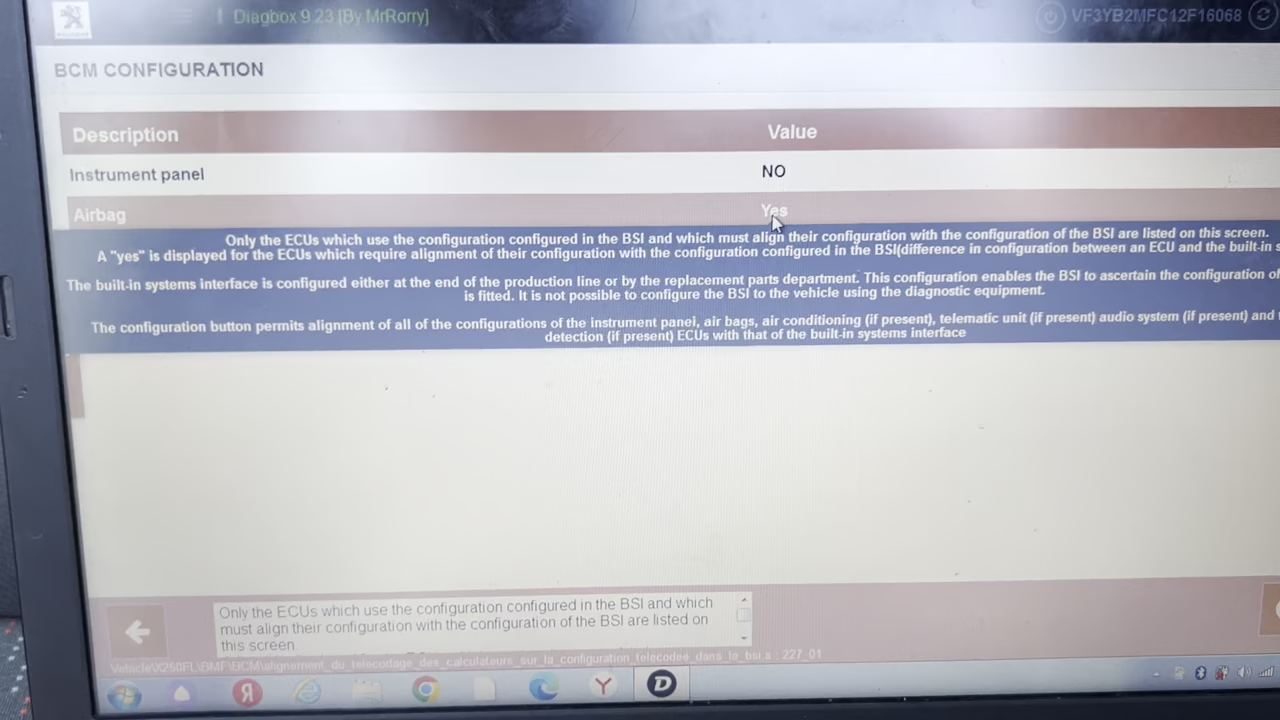 Diagbox 9.23 [By MrRorry]
VF3YB2MFC12F16068
BCM CONFIGURATION
Description Value
Instrument panel NO
Airbag Yes
Only the ECUs which use the configuration configured in the BSI and which must align their configuration with the configuration of the BSI are listed on this screen.
A "yes" is displayed for the ECUs which require alignment of their configuration with the configuration configured in the BSI(difference in configuration between an ECU and the built-in s
The built-in systems interface is configured either at the end of the production line or by the replacement parts department. This configuration enables the BSI to ascertain the configuration of
is fitted. It is not possible to configure the BSI to the vehicle using the diagnostic equipment.
The configuration button permits alignment of all of the configurations of the instrument panel, air bags, air conditioning (if present), telematic unit (if present) audio system (if present) and
detection (if present) ECUs with that of the built-in systems interface
Only the ECUs which use the configuration configured in the BSI and which
must align their configuration with the configuration of the BSI are listed on
this screen.
Vehicle\X250FL\BMF\BCM\alignement_du_telecodage_des_calculateurs_sur_la_configuration_telecodee_dans_le_bsi.s : 227_01